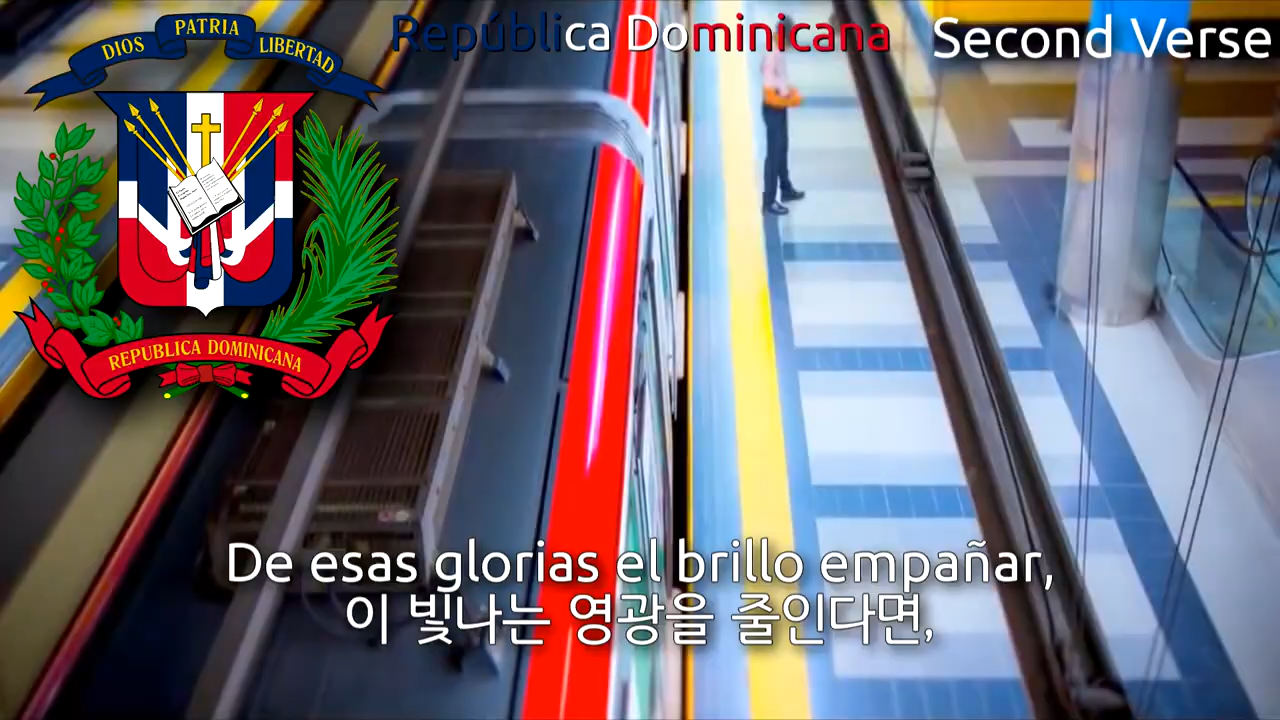 DIOS PATRIA LIBERTAD
República Dominicana
Second Verse
REPUBLICA DOMINICANA
De esas glorias el brillo empañar,
이 빛나는 영광을 줄인다면,